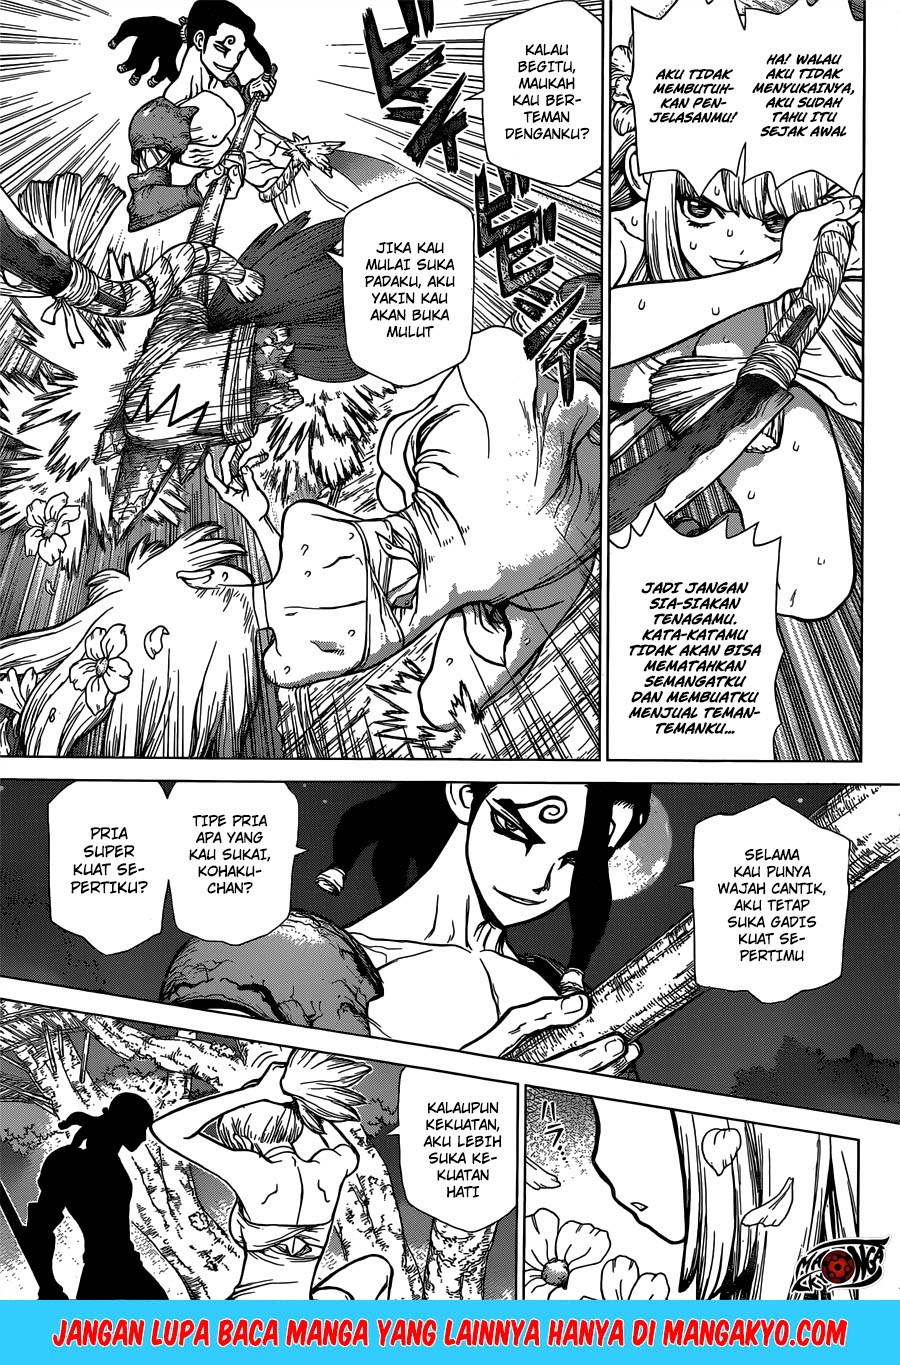 HA! WALAU
AKU TIDAK
MENYUKAINYA,
AKU SUDAH
TAHU ITU
SEJAK AWAL
AKU TIDAK
MEMBUTUH-
KAN PEN-
JELASANMU!
JADI JANGAN
SIA-SIAKAN
TENAGAMU.
KATA-KATAMU
TIDAK AKAN BISA
MEMATAHKAN
SEMANGATKU
DAN MEMBUATKU
MENJUAL TEMAN-
TEMANKU...
KALAU
BEGITU,
MAUKAH
KAU BER-
TEMAN
DENGANKU?
JIKA KAU
MULAI SUKA
PADAKU, AKU
YAKIN KAU
AKAN BUKA
MULUT
SELAMA
KAU PUNYA
WAJAH CANTIK,
AKU TETAP
SUKA GADIS
KUAT SE-
PERTIMU
TIPE PRIA
APA YANG
KAU SUKAI,
KOHAKU-
CHAN?
PRIA
SUPER
KUAT SE-
PERTIKU?
KALAUPUN
KEKUATAN,
AKU LEBIH
SUKA KE-
KUATAN
HATI
JANGAN LUPA BACA MANGA YANG LAINNYA HANYA DI MANGAKYO.COM